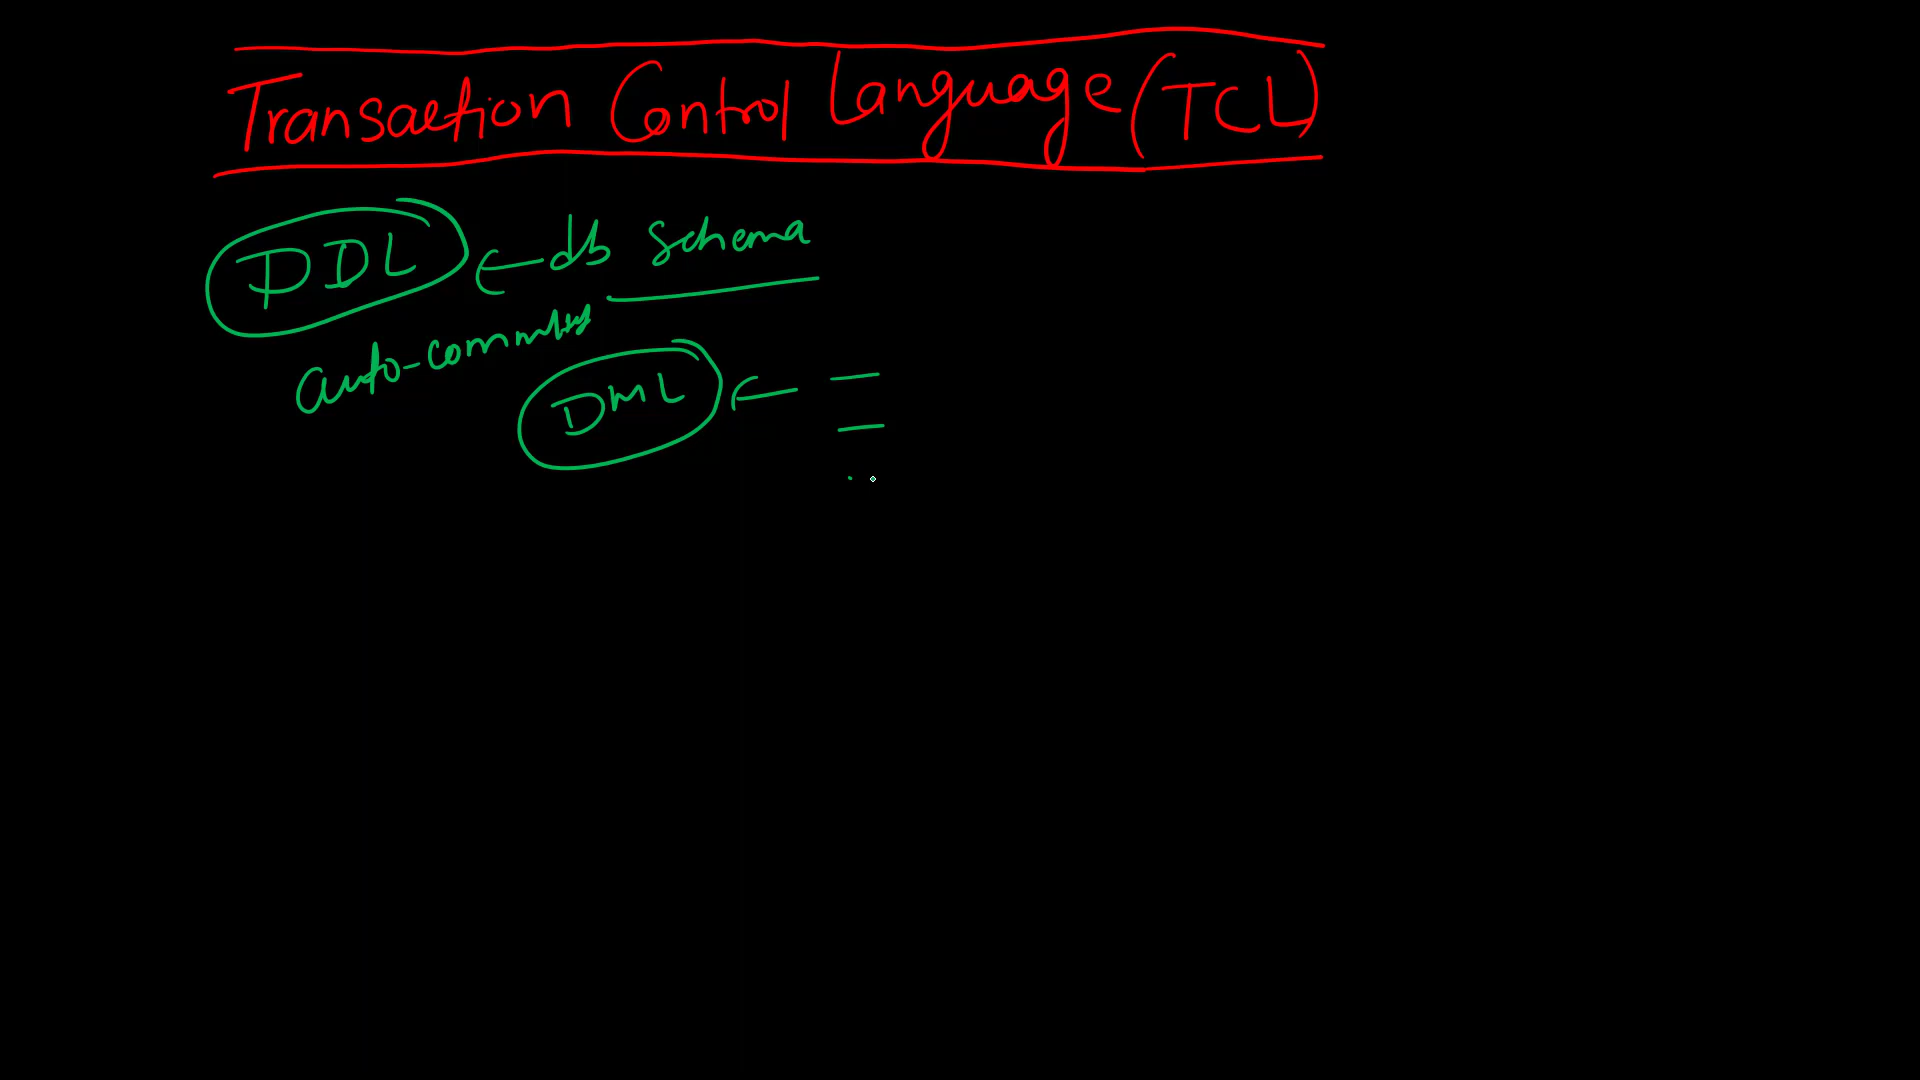 Transaction Control Language (TCL)
DDL ← db schema
auto-commits
DML ←